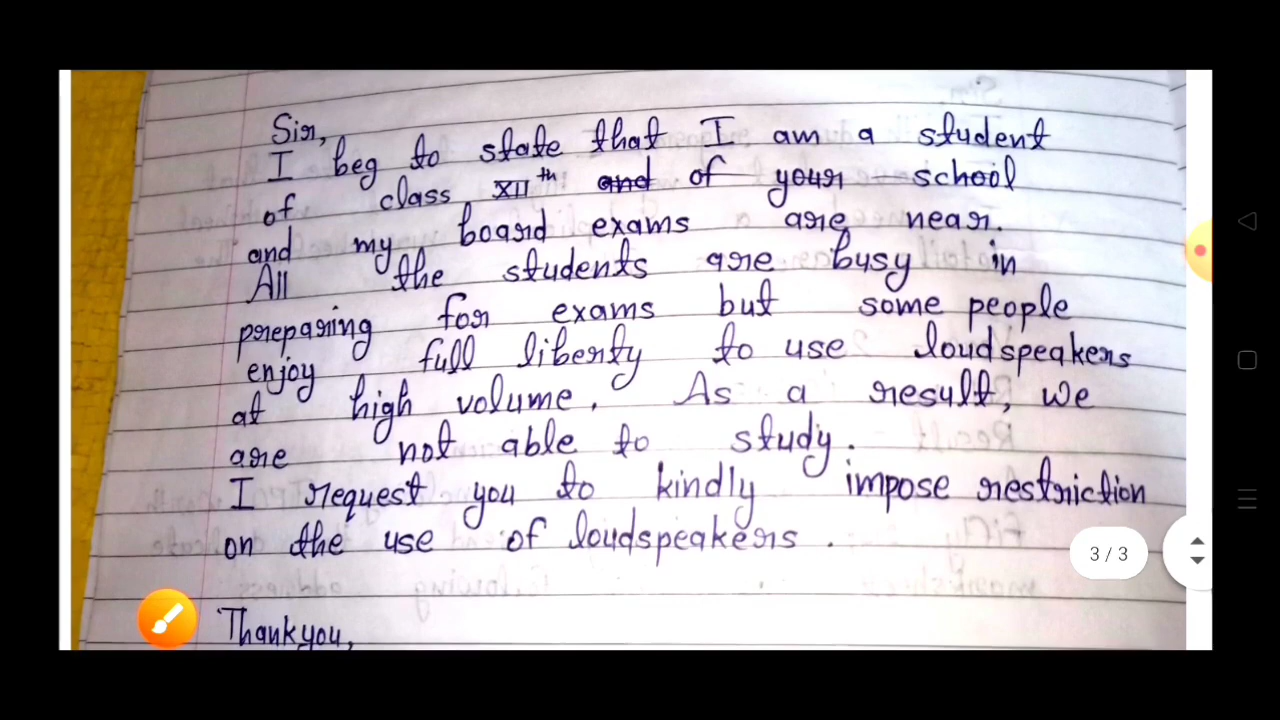 Sir,
I beg to state that I am a student
of class XIIth and of your school
and my board exams are near.
All the students are busy in
preparing for exams but some people
enjoy full liberty to use loudspeakers
at high volume. As a result, we
are not able to study.
I request you to kindly impose restriction
on the use of loudspeakers.
3/3
Thankyou,